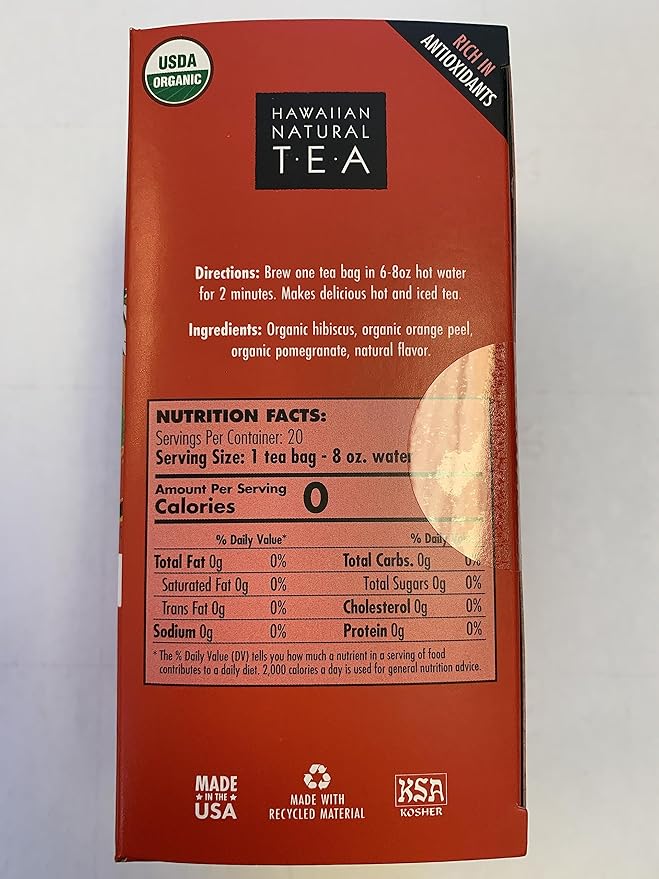 USDA
ORGANIC
RICH IN
ANTIOXIDANTS
HAWAIIAN
NATURAL
T·E·A
Directions: Brew one tea bag in 6-8oz hot water
for 2 minutes. Makes delicious hot and iced tea.
Ingredients: Organic hibiscus, organic orange peel,
organic pomegranate, natural flavor.
NUTRITION FACTS:
Servings Per Container: 20
Serving Size: 1 tea bag - 8 oz. water
Amount Per Serving
Calories 0
% Daily Value* % Daily
Total Fat 0g 0% Total Carbs. 0g 0%
Saturated Fat 0g 0% Total Sugars 0g 0%
Trans Fat 0g 0% Cholesterol 0g 0%
Sodium 0g 0% Protein 0g 0%
* The % Daily Value (DV) tells you how much a nutrient in a serving of food
contributes to a daily diet. 2,000 calories a day is used for general nutrition advice.
MADE
IN THE
USA
MADE WITH
RECYCLED MATERIAL
KSA
KOSHER